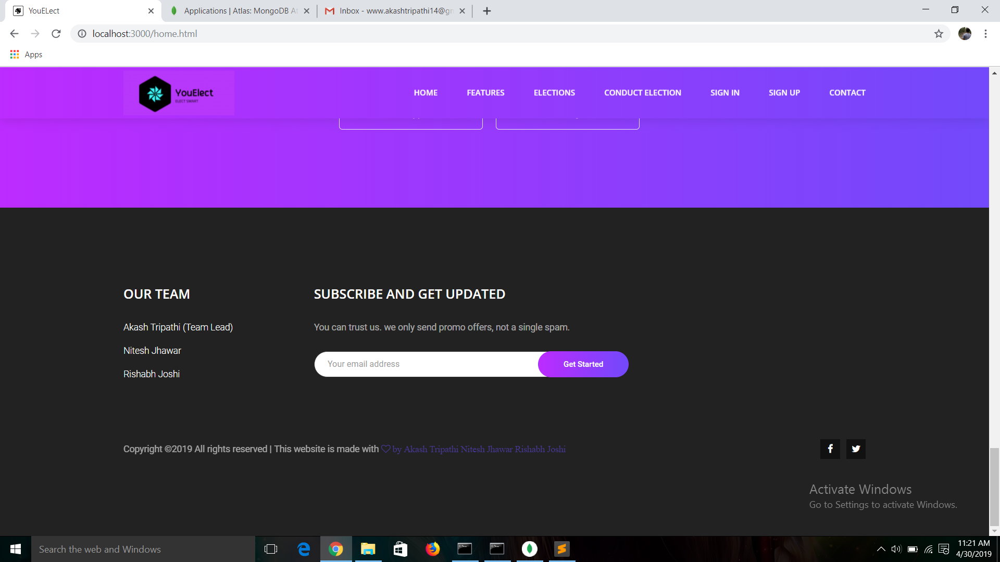 YouELect
Applications | Atlas: MongoDB At
Inbox - www.akashtripathi14@gm
localhost:3000/home.html
Apps
YouElect
ELECT SMART
HOME
FEATURES
ELECTIONS
CONDUCT ELECTION
SIGN IN
SIGN UP
CONTACT
OUR TEAM
Akash Tripathi (Team Lead)
Nitesh Jhawar
Rishabh Joshi
SUBSCRIBE AND GET UPDATED
You can trust us. we only send promo offers, not a single spam.
Your email address
Get Started
Copyright ©2019 All rights reserved | This website is made with ♡ by Akash Tripathi Nitesh Jhawar Rishabh Joshi
Activate Windows
Go to Settings to activate Windows.
Search the web and Windows
11:21 AM
4/30/2019